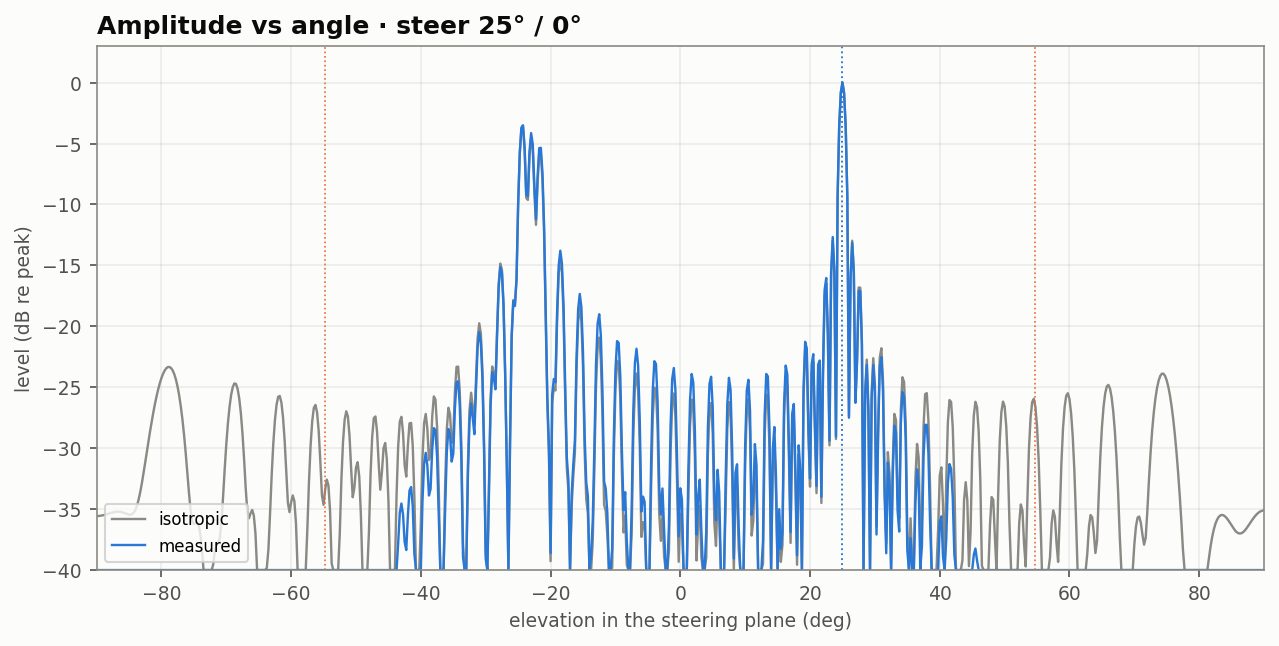 Amplitude vs angle · steer 25° / 0°
level (dB re peak)
0
−5
−10
−15
−20
−25
−30
−35
−40
isotropic
measured
−80 −60 −40 −20 0 20 40 60 80
elevation in the steering plane (deg)